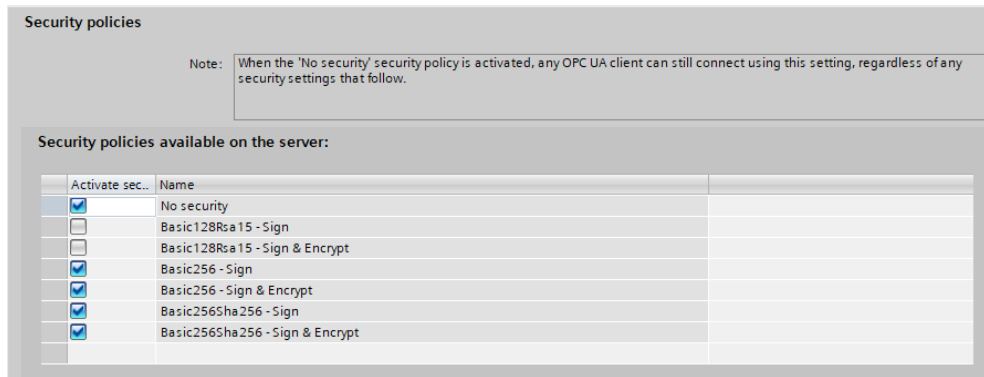 Security policies
Note: When the 'No security' security policy is activated, any OPC UA client can still connect using this setting, regardless of any
security settings that follow.
Security policies available on the server:
Activate sec... Name
No security
Basic128Rsa15 - Sign
Basic128Rsa15 - Sign & Encrypt
Basic256 - Sign
Basic256 - Sign & Encrypt
Basic256Sha256 - Sign
Basic256Sha256 - Sign & Encrypt